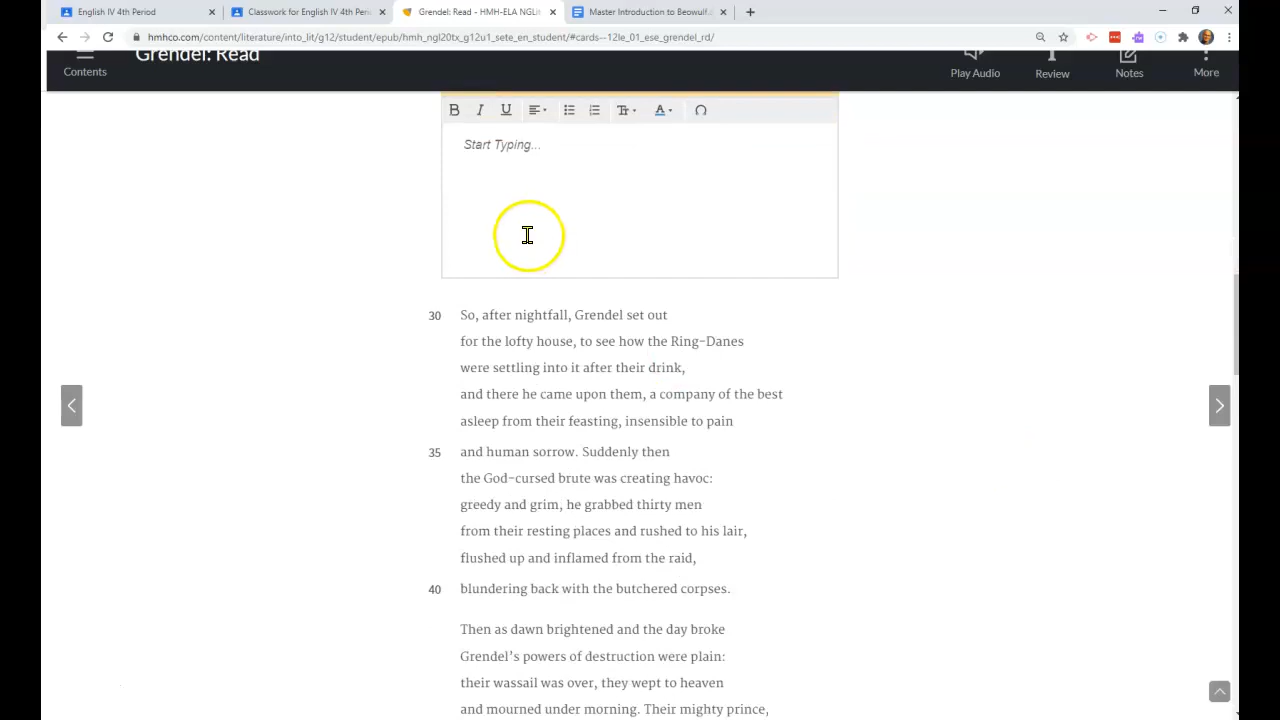 English IV 4th Period
Classwork for English IV 4th Peri
Grendel: Read - HMH-ELA NGLin
Master Introduction to Beowulf.
hmhco.com/content/literature/into_lit/g12/student/epub/hmh_ngl20tx_g12u1_sete_en_student/#cards--12le_01_ese_grendel_rd/
Contents
Grendel: Read
Play Audio
Review
Notes
More
Start Typing...
30 So, after nightfall, Grendel set out
for the lofty house, to see how the Ring-Danes
were settling into it after their drink,
and there he came upon them, a company of the best
asleep from their feasting, insensible to pain
35 and human sorrow. Suddenly then
the God-cursed brute was creating havoc:
greedy and grim, he grabbed thirty men
from their resting places and rushed to his lair,
flushed up and inflamed from the raid,
40 blundering back with the butchered corpses.
Then as dawn brightened and the day broke
Grendel's powers of destruction were plain:
their wassail was over, they wept to heaven
and mourned under morning. Their mighty prince,